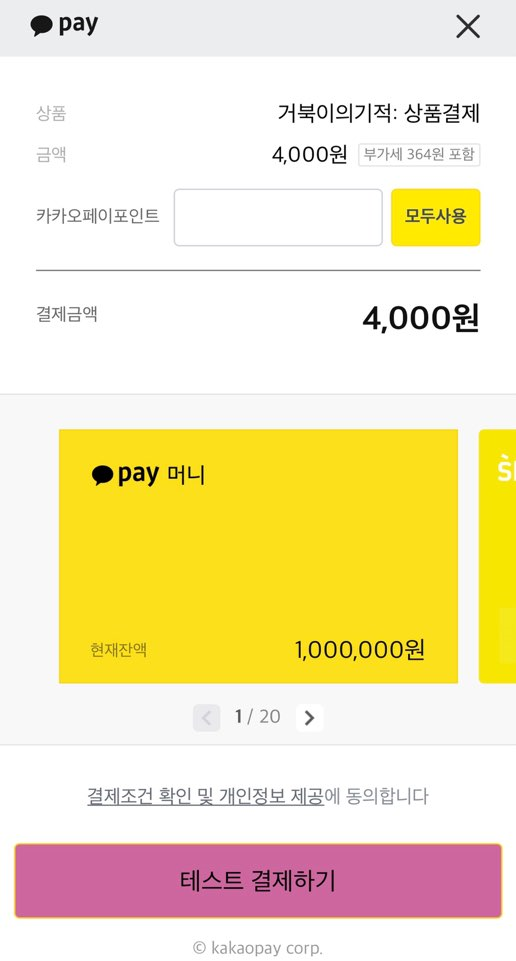 pay
상품 거북이의기적: 상품결제
금액 4,000원 부가세 364원 포함
카카오페이포인트 모두사용
결제금액 4,000원
pay 머니
현재잔액 1,000,000원
1 / 20
결제조건 확인 및 개인정보 제공에 동의합니다
테스트 결제하기
© kakaopay corp.